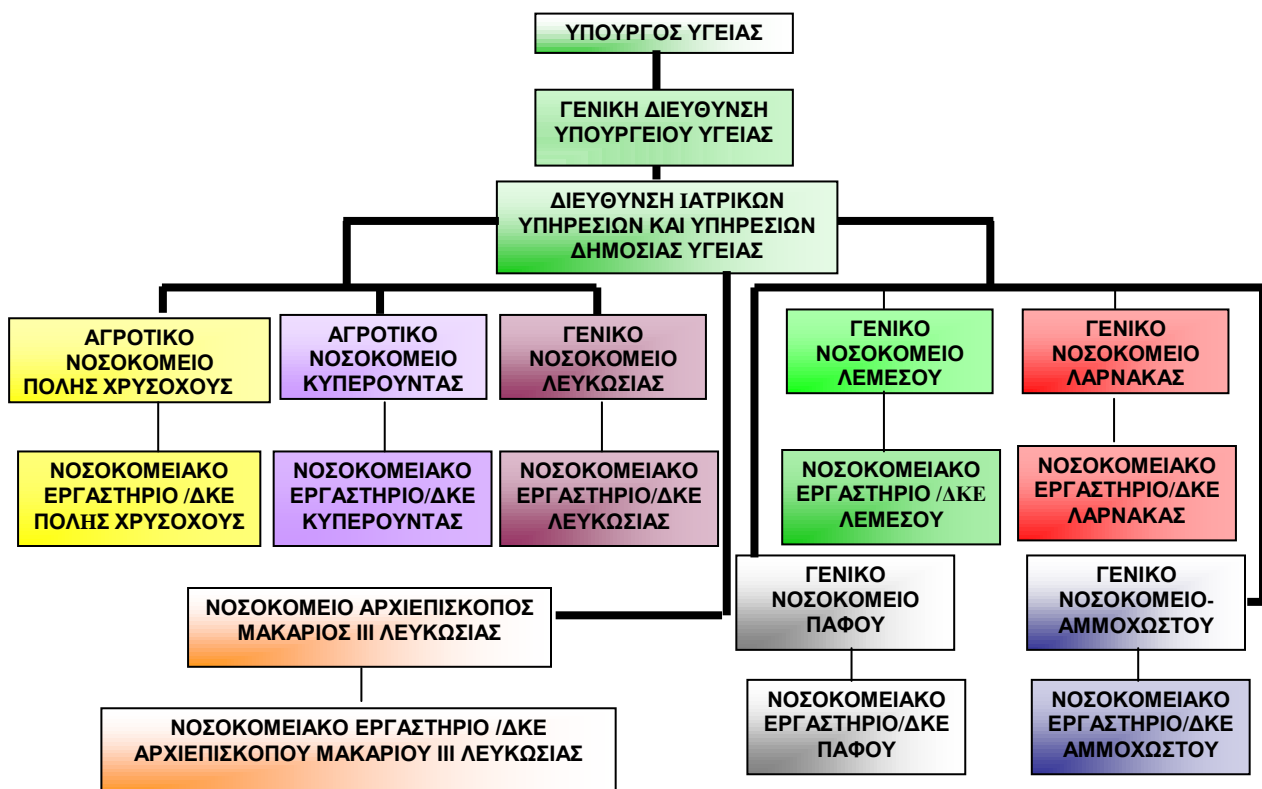 ΥΠΟΥΡΓΟΣ ΥΓΕΙΑΣ
ΓΕΝΙΚΗ ΔΙΕΥΘΥΝΣΗ
ΥΠΟΥΡΓΕΙΟΥ ΥΓΕΙΑΣ
ΔΙΕΥΘΥΝΣΗ ΙΑΤΡΙΚΩΝ
ΥΠΗΡΕΣΙΩΝ ΚΑΙ ΥΠΗΡΕΣΙΩΝ
ΔΗΜΟΣΙΑΣ ΥΓΕΙΑΣ
ΑΓΡΟΤΙΚΟ
ΝΟΣΟΚΟΜΕΙΟ
ΠΟΛΗΣ ΧΡΥΣΟΧΟΥΣ
ΑΓΡΟΤΙΚΟ
ΝΟΣΟΚΟΜΕΙΟ
ΚΥΠΕΡΟΥΝΤΑΣ
ΓΕΝΙΚΟ
ΝΟΣΟΚΟΜΕΙΟ
ΛΕΥΚΩΣΙΑΣ
ΓΕΝΙΚΟ
ΝΟΣΟΚΟΜΕΙΟ
ΛΕΜΕΣΟΥ
ΓΕΝΙΚΟ
ΝΟΣΟΚΟΜΕΙΟ
ΛΑΡΝΑΚΑΣ
ΝΟΣΟΚΟΜΕΙΑΚΟ
ΕΡΓΑΣΤΗΡΙΟ /ΔΚΕ
ΠΟΛΗΣ ΧΡΥΣΟΧΟΥΣ
ΝΟΣΟΚΟΜΕΙΑΚΟ
ΕΡΓΑΣΤΗΡΙΟ/ΔΚΕ
ΚΥΠΕΡΟΥΝΤΑΣ
ΝΟΣΟΚΟΜΕΙΑΚΟ
ΕΡΓΑΣΤΗΡΙΟ/ΔΚΕ
ΛΕΥΚΩΣΙΑΣ
ΝΟΣΟΚΟΜΕΙΑΚΟ
ΕΡΓΑΣΤΗΡΙΟ /ΔΚΕ
ΛΕΜΕΣΟΥ
ΝΟΣΟΚΟΜΕΙΑΚΟ
ΕΡΓΑΣΤΗΡΙΟ/ΔΚΕ
ΛΑΡΝΑΚΑΣ
ΝΟΣΟΚΟΜΕΙΟ ΑΡΧΙΕΠΙΣΚΟΠΟΣ
ΜΑΚΑΡΙΟΣ ΙΙΙ ΛΕΥΚΩΣΙΑΣ
ΓΕΝΙΚΟ
ΝΟΣΟΚΟΜΕΙΟ
ΠΑΦΟΥ
ΓΕΝΙΚΟ
ΝΟΣΟΚΟΜΕΙΟ-
ΑΜΜΟΧΩΣΤΟΥ
ΝΟΣΟΚΟΜΕΙΑΚΟ ΕΡΓΑΣΤΗΡΙΟ /ΔΚΕ
ΑΡΧΙΕΠΙΣΚΟΠΟΥ ΜΑΚΑΡΙΟΥ ΙΙΙ ΛΕΥΚΩΣΙΑΣ
ΝΟΣΟΚΟΜΕΙΑΚΟ
ΕΡΓΑΣΤΗΡΙΟ/ΔΚΕ
ΠΑΦΟΥ
ΝΟΣΟΚΟΜΕΙΑΚΟ
ΕΡΓΑΣΤΗΡΙΟ/ΔΚΕ
ΑΜΜΟΧΩΣΤΟΥ